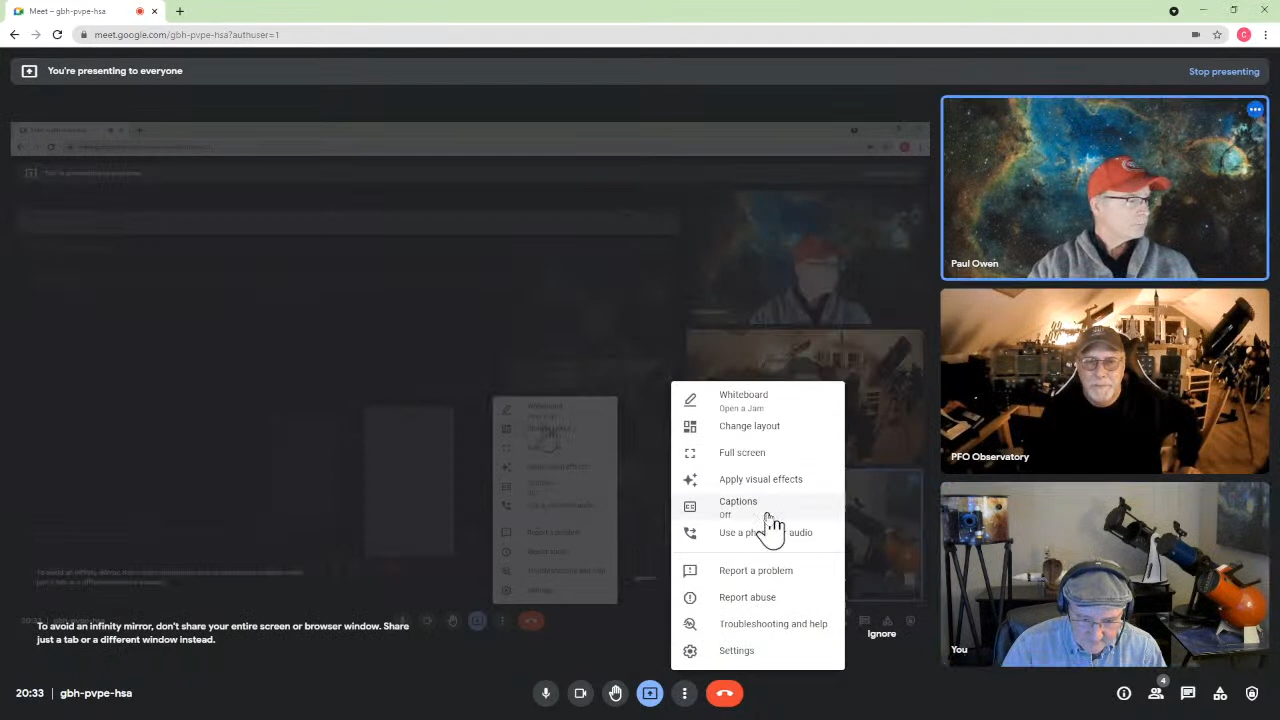 Meet – gbh-pvpe-hsa
meet.google.com/gbh-pvpe-hsa?authuser=1
C
You're presenting to everyone
Stop presenting
Paul Owen
PFO Observatory
You
Whiteboard
Open a Jam
Change layout
Full screen
Apply visual effects
Captions
Off
Use a audio
Report a problem
Report abuse
Troubleshooting and help
Settings
To avoid an infinity mirror, don't share your entire screen or browser window. Share
just a tab or a different window instead.
Ignore
20:33 | gbh-pvpe-hsa
4